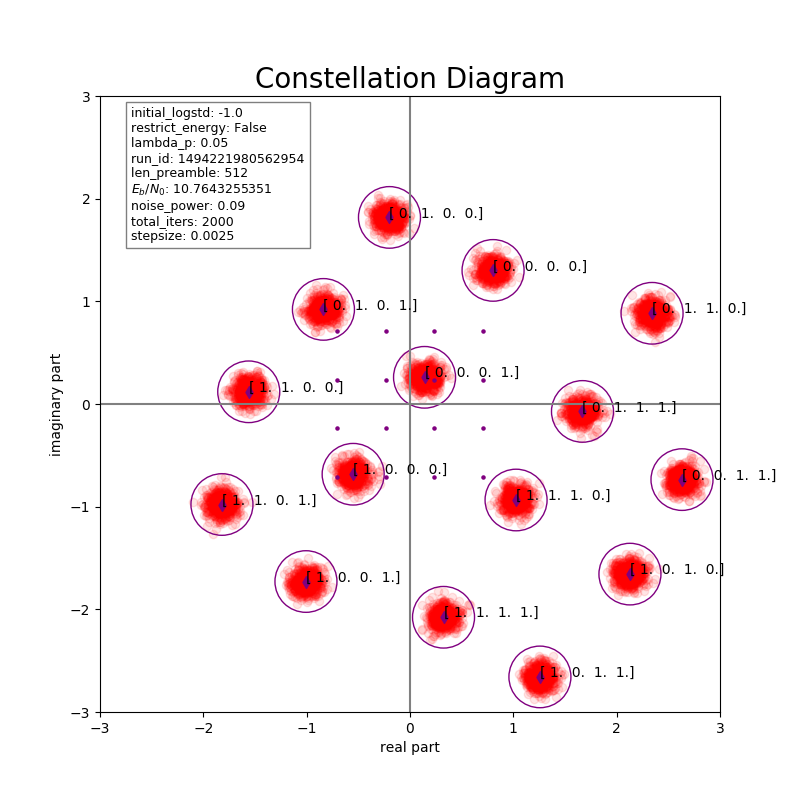 Constellation Diagram
initial_logstd: -1.0
restrict_energy: False
lambda_p: 0.05
run_id: 1494221980562954
len_preamble: 512
E_b/N_0: 10.7643255351
noise_power: 0.09
total_iters: 2000
stepsize: 0.0025
[ 0. 1. 0. 0.]
[ 0. 0. 0. 0.]
[ 0. 1. 0. 1.]
[ 0. 1. 1. 0.]
[ 0. 0. 0. 1.]
[ 1. 1. 0. 0.]
[ 0. 1. 1. 1.]
[ 1. 0. 0. 0.]
[ 0. 0. 1. 1.]
[ 1. 1. 0. 1.]
[ 1. 1. 1. 0.]
[ 1. 0. 0. 1.]
[ 1. 0. 1. 0.]
[ 1. 1. 1. 1.]
[ 1. 0. 1. 1.]
3
2
1
0
−1
−2
−3
−3 −2 −1 0 1 2 3
real part
imaginary part